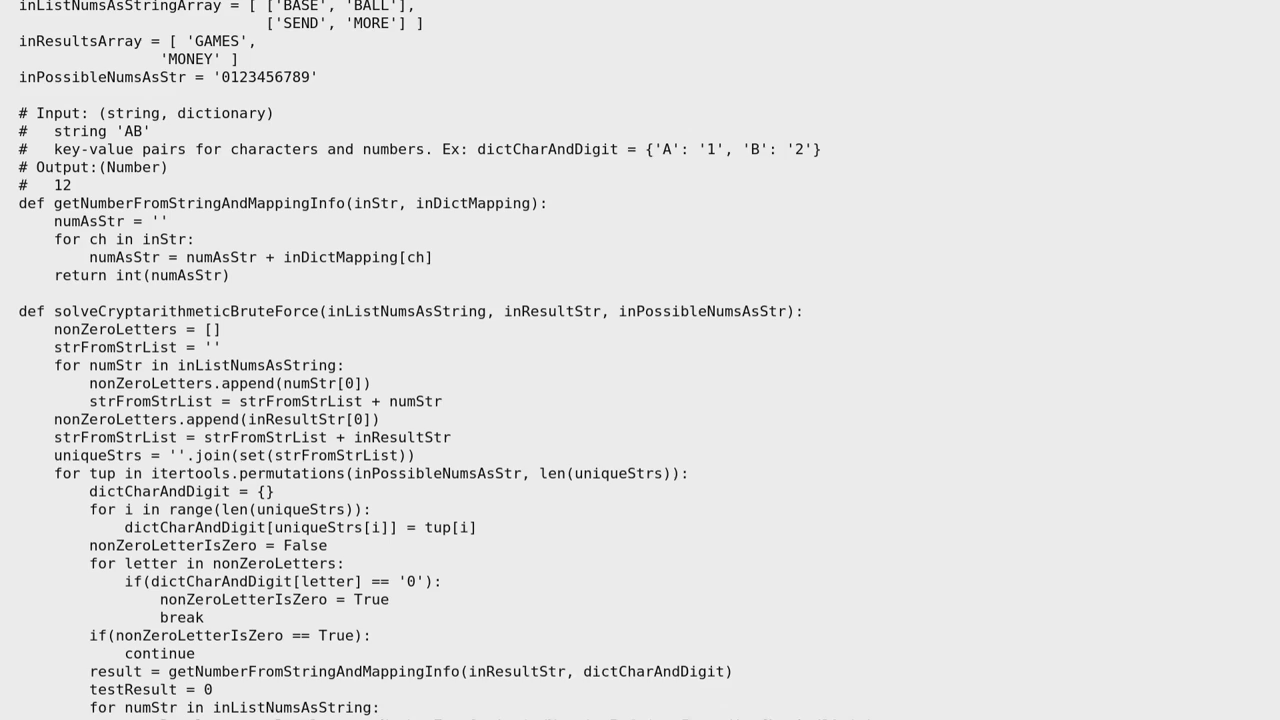 inListNumsAsStringArray = [ ['BASE', 'BALL'],
                            ['SEND', 'MORE'] ]
inResultsArray = [ 'GAMES',
                'MONEY' ]
inPossibleNumsAsStr = '0123456789'

# Input: (string, dictionary)
#   string 'AB'
#   key-value pairs for characters and numbers. Ex: dictCharAndDigit = {'A': '1', 'B': '2'}
# Output:(Number)
#   12
def getNumberFromStringAndMappingInfo(inStr, inDictMapping):
    numAsStr = ''
    for ch in inStr:
        numAsStr = numAsStr + inDictMapping[ch]
    return int(numAsStr)

def solveCryptarithmeticBruteForce(inListNumsAsString, inResultStr, inPossibleNumsAsStr):
    nonZeroLetters = []
    strFromStrList = ''
    for numStr in inListNumsAsString:
        nonZeroLetters.append(numStr[0])
        strFromStrList = strFromStrList + numStr
    nonZeroLetters.append(inResultStr[0])
    strFromStrList = strFromStrList + inResultStr
    uniqueStrs = ''.join(set(strFromStrList))
    for tup in itertools.permutations(inPossibleNumsAsStr, len(uniqueStrs)):
        dictCharAndDigit = {}
        for i in range(len(uniqueStrs)):
            dictCharAndDigit[uniqueStrs[i]] = tup[i]
        nonZeroLetterIsZero = False
        for letter in nonZeroLetters:
            if(dictCharAndDigit[letter] == '0'):
                nonZeroLetterIsZero = True
                break
        if(nonZeroLetterIsZero == True):
            continue
        result = getNumberFromStringAndMappingInfo(inResultStr, dictCharAndDigit)
        testResult = 0
        for numStr in inListNumsAsString: